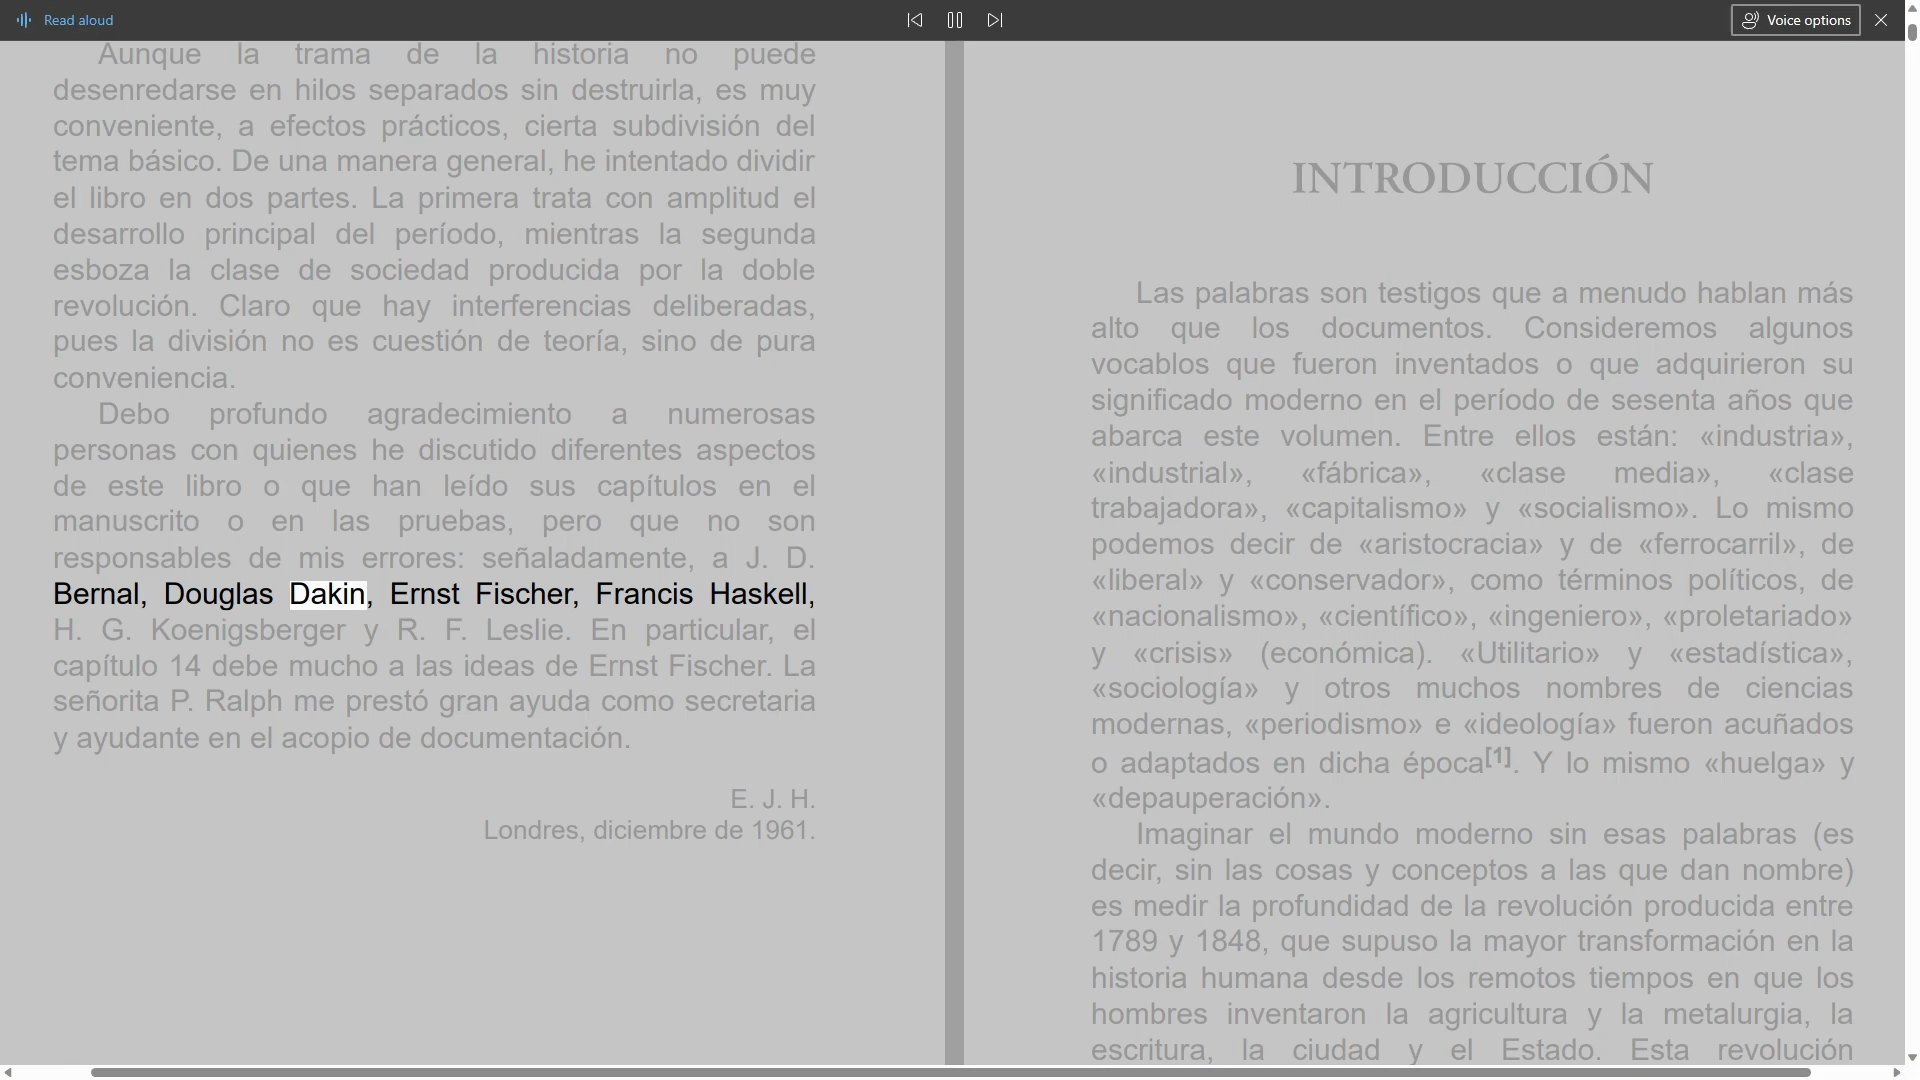 Read aloud
Voice options
Aunque la trama de la historia no puede
desenredarse en hilos separados sin destruirla, es muy
conveniente, a efectos prácticos, cierta subdivisión del
tema básico. De una manera general, he intentado dividir
el libro en dos partes. La primera trata con amplitud el
desarrollo principal del período, mientras la segunda
esboza la clase de sociedad producida por la doble
revolución. Claro que hay interferencias deliberadas,
pues la división no es cuestión de teoría, sino de pura
conveniencia.
Debo profundo agradecimiento a numerosas
personas con quienes he discutido diferentes aspectos
de este libro o que han leído sus capítulos en el
manuscrito o en las pruebas, pero que no son
responsables de mis errores: señaladamente, a J. D.
Bernal, Douglas Dakin, Ernst Fischer, Francis Haskell,
H. G. Koenigsberger y R. F. Leslie. En particular, el
capítulo 14 debe mucho a las ideas de Ernst Fischer. La
señorita P. Ralph me prestó gran ayuda como secretaria
y ayudante en el acopio de documentación.
E. J. H.
Londres, diciembre de 1961.
INTRODUCCIÓN
Las palabras son testigos que a menudo hablan más
alto que los documentos. Consideremos algunos
vocablos que fueron inventados o que adquirieron su
significado moderno en el período de sesenta años que
abarca este volumen. Entre ellos están: «industria»,
«industrial», «fábrica», «clase media», «clase
trabajadora», «capitalismo» y «socialismo». Lo mismo
podemos decir de «aristocracia» y de «ferrocarril», de
«liberal» y «conservador», como términos políticos, de
«nacionalismo», «científico», «ingeniero», «proletariado»
y «crisis» (económica). «Utilitario» y «estadística»,
«sociología» y otros muchos nombres de ciencias
modernas, «periodismo» e «ideología» fueron acuñados
o adaptados en dicha época[1]. Y lo mismo «huelga» y
«depauperación».
Imaginar el mundo moderno sin esas palabras (es
decir, sin las cosas y conceptos a las que dan nombre)
es medir la profundidad de la revolución producida entre
1789 y 1848, que supuso la mayor transformación en la
historia humana desde los remotos tiempos en que los
hombres inventaron la agricultura y la metalurgia, la
escritura, la ciudad y el Estado. Esta revolución